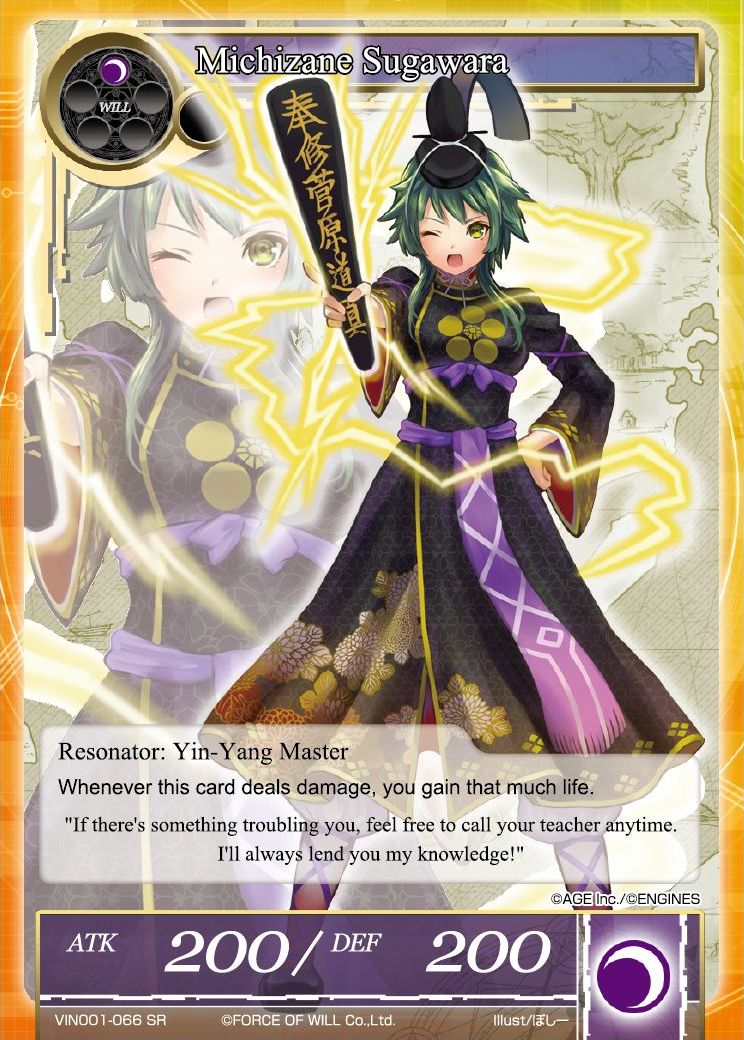 Michizane Sugawara
WILL
奉修菅原道真
Resonator: Yin-Yang Master
Whenever this card deals damage, you gain that much life.
"If there's something troubling you, feel free to call your teacher anytime.
I'll always lend you my knowledge!"
©AGE Inc./©ENGINES
ATK 200/ DEF 200
VIN001-066 SR ©FORCE OF WILL Co.,Ltd. Illust/ぽしー